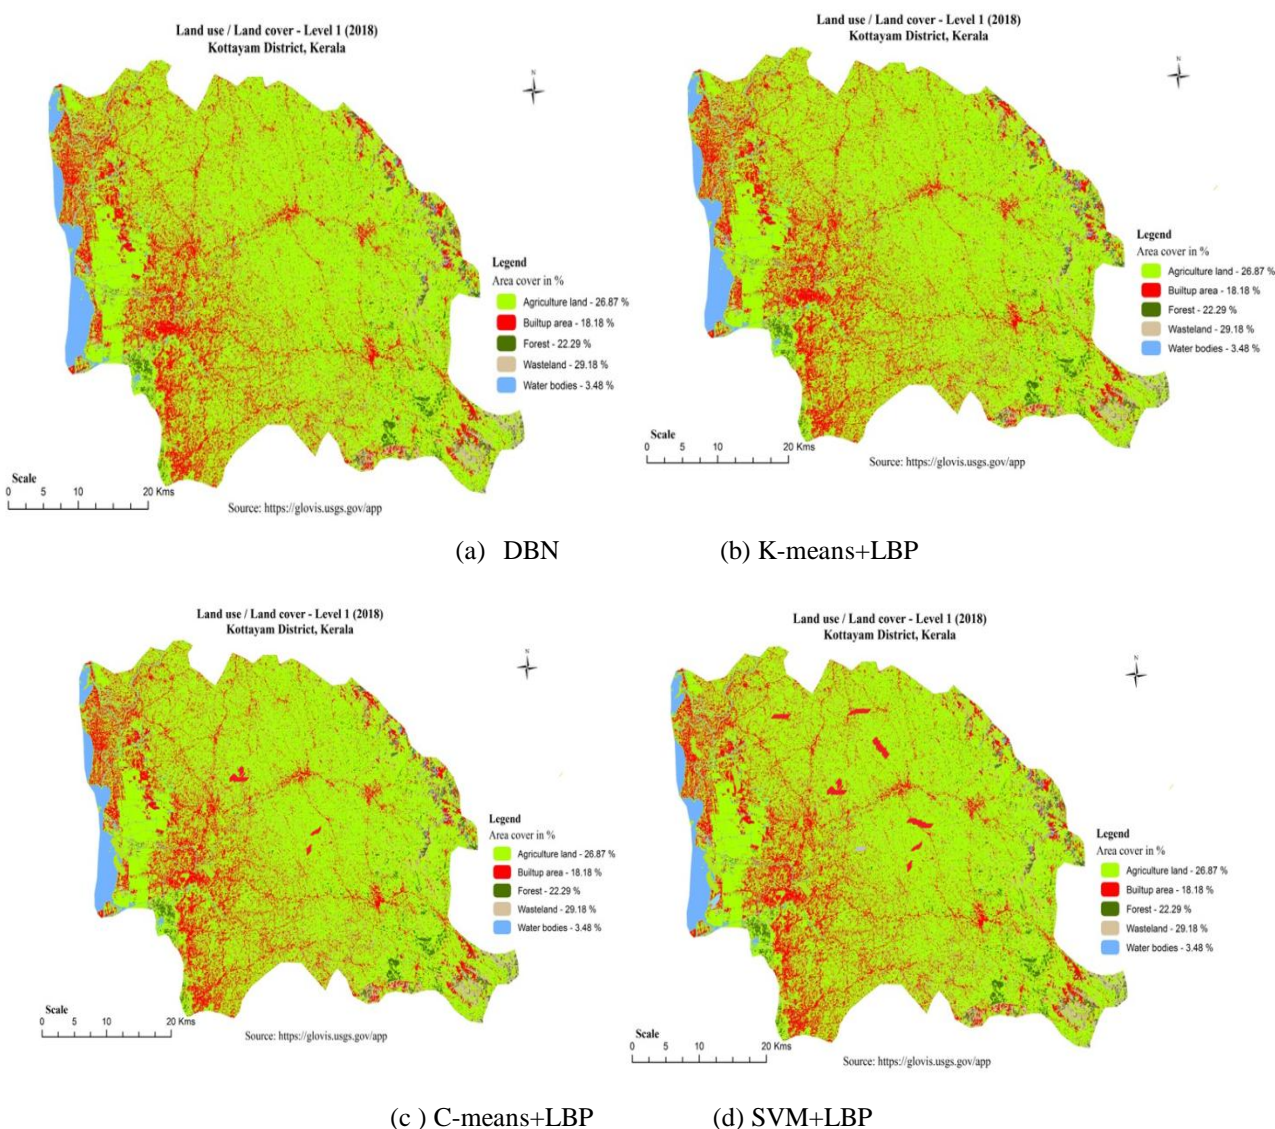 Land use / Land cover - Level 1 (2018)
Kottayam District, Kerala
N
Legend
Area cover in %
Agriculture land - 26.87 %
Builtup area - 18.18 %
Forest - 22.29 %
Wasteland - 29.18 %
Water bodies - 3.48 %
Scale
0 5 10 20 Kms
Source: https://glovis.usgs.gov/app
(a) DBN
Land use / Land cover - Level 1 (2018)
Kottayam District, Kerala
N
Legend
Area cover in %
Agriculture land - 26.87 %
Builtup area - 18.18 %
Forest - 22.29 %
Wasteland - 29.18 %
Water bodies - 3.48 %
Scale
0 5 10 20 Kms
Source: https://glovis.usgs.gov/app
(b) K-means+LBP
Land use / Land cover - Level 1 (2018)
Kottayam District, Kerala
N
Legend
Area cover in %
Agriculture land - 26.87 %
Builtup area - 18.18 %
Forest - 22.29 %
Wasteland - 29.18 %
Water bodies - 3.48 %
Scale
0 5 10 20 Kms
Source: https://glovis.usgs.gov/app
(c ) C-means+LBP
Land use / Land cover - Level 1 (2018)
Kottayam District, Kerala
N
Legend
Area cover in %
Agriculture land - 26.87 %
Builtup area - 18.18 %
Forest - 22.29 %
Wasteland - 29.18 %
Water bodies - 3.48 %
Scale
0 5 10 20 Kms
Source: https://glovis.usgs.gov/app
(d) SVM+LBP